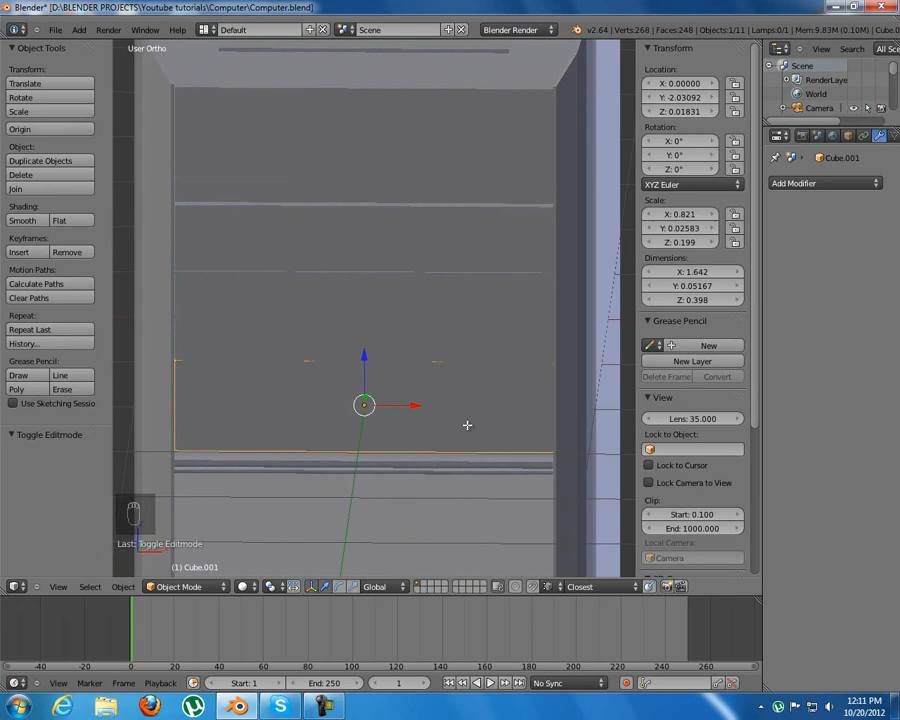 Blender* [D:\BLENDER PROJECTS\Youtube tutorials\Computer\Computer.blend]
File Add Render Window Help
Default
Scene
Blender Render
v2.64 | Verts:268 | Faces:248 | Objects:1/11 | Lamps:0/1 | Mem:9.83M (0.10M) | Cube.001
View Search All Sce
Object Tools
Transform:
Translate
Rotate
Scale
Origin
Object:
Duplicate Objects
Delete
Join
Shading:
Smooth Flat
Keyframes:
Insert Remove
Motion Paths:
Calculate Paths
Clear Paths
Repeat:
Repeat Last
History...
Grease Pencil:
Draw Line
Poly Erase
Use Sketching Sessio
Toggle Editmode
User Ortho
Last: Toggle Editmode
(1) Cube.001
Transform
Location:
X: 0.00000
Y: -2.03092
Z: 0.01831
Rotation:
X: 0°
Y: 0°
Z: 0°
XYZ Euler
Scale:
X: 0.821
Y: 0.02583
Z: 0.199
Dimensions:
X: 1.642
Y: 0.05167
Z: 0.398
Grease Pencil
New
New Layer
Delete Frame Convert
View
Lens: 35.000
Lock to Object:
Lock to Cursor
Lock Camera to View
Clip:
Start: 0.100
End: 1000.000
Local Camera:
Camera
Scene
RenderLaye
World
Camera
Cube.001
Add Modifier
View Select Object Object Mode Global Closest
-40 -20 0 20 40 60 80 100 120 140 160 180 200 220 240 260
View Marker Frame Playback Start: 1 End: 250 1 No Sync
12:11 PM
10/20/2012